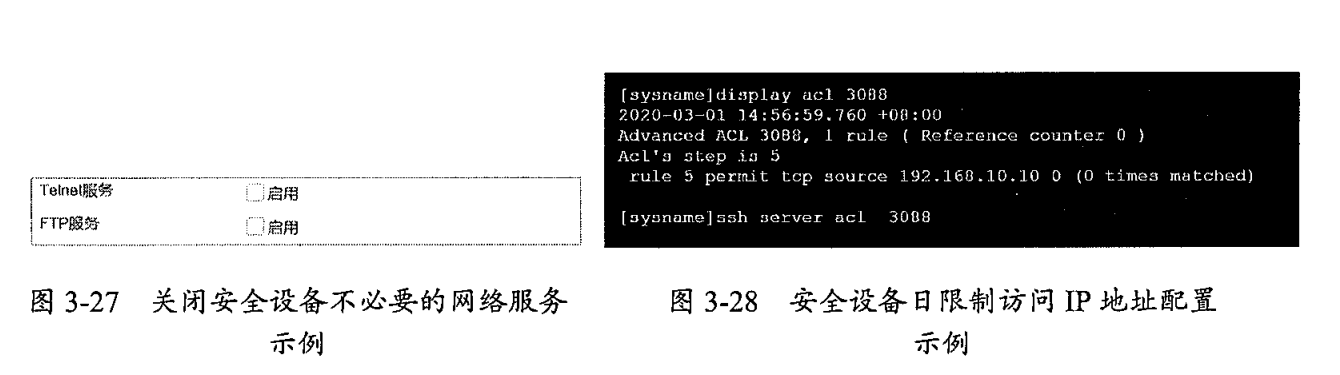 Telnet服务 启用
FTP服务 启用
图 3-27 关闭安全设备不必要的网络服务
示例
[sysname]display acl 3088
2020-03-01 14:56:59.760 +08:00
Advanced ACL 3088, 1 rule ( Reference counter 0 )
Acl's step is 5
rule 5 permit tcp source 192.168.10.10 0 (0 times matched)
[sysname]ssh server acl 3088
图 3-28 安全设备日限制访问 IP 地址配置
示例